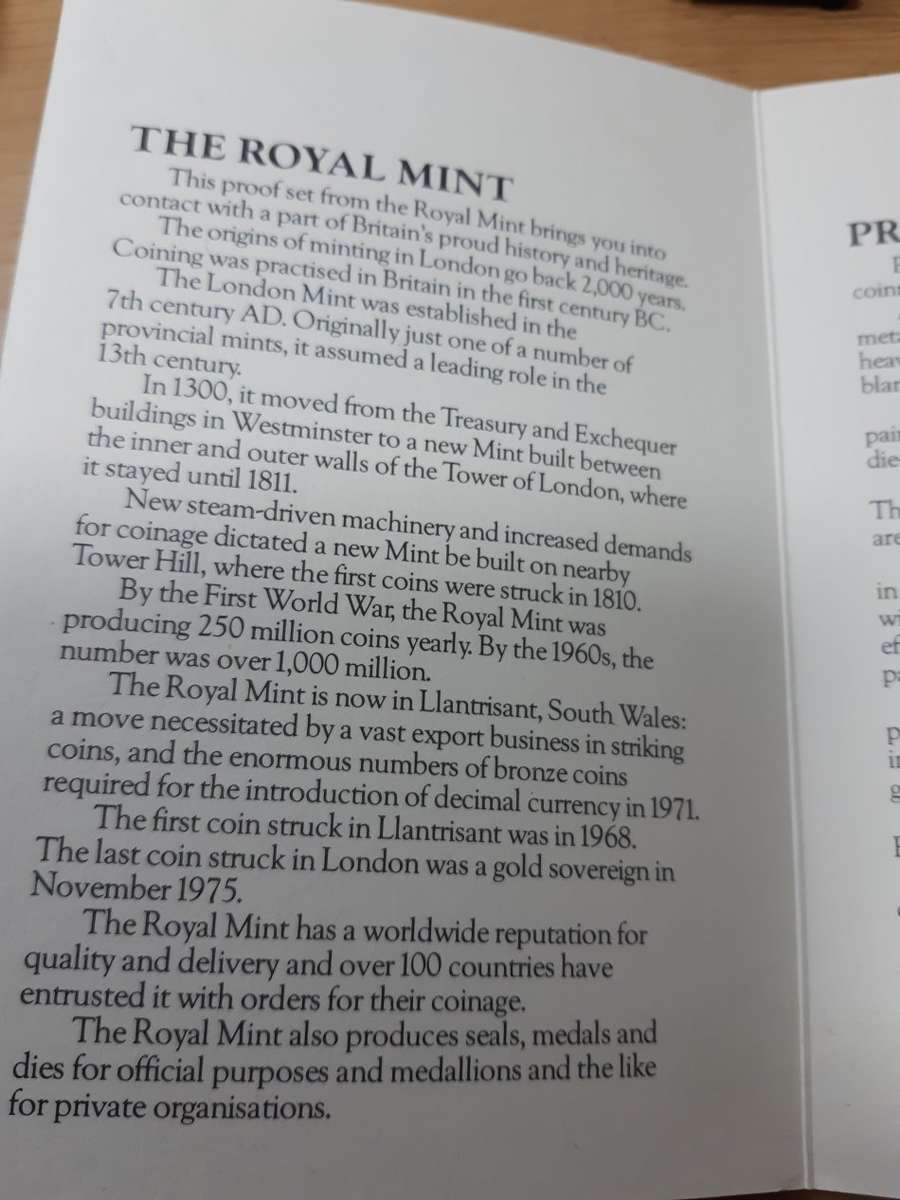 THE ROYAL MINT
This proof set from the Royal Mint brings you into
contact with a part of Britain's proud history and heritage.
The origins of minting in London go back 2,000 years.
Coining was practised in Britain in the first century BC.
The London Mint was established in the
7th century AD. Originally just one of a number of
provincial mints, it assumed a leading role in the
13th century.
In 1300, it moved from the Treasury and Exchequer
buildings in Westminster to a new Mint built between
the inner and outer walls of the Tower of London, where
it stayed until 1811.
New steam-driven machinery and increased demands
for coinage dictated a new Mint be built on nearby
Tower Hill, where the first coins were struck in 1810.
By the First World War, the Royal Mint was
producing 250 million coins yearly. By the 1960s, the
number was over 1,000 million.
The Royal Mint is now in Llantrisant, South Wales:
a move necessitated by a vast export business in striking
coins, and the enormous numbers of bronze coins
required for the introduction of decimal currency in 1971.
The first coin struck in Llantrisant was in 1968.
The last coin struck in London was a gold sovereign in
November 1975.
The Royal Mint has a worldwide reputation for
quality and delivery and over 100 countries have
entrusted it with orders for their coinage.
The Royal Mint also produces seals, medals and
dies for official purposes and medallions and the like
for private organisations.